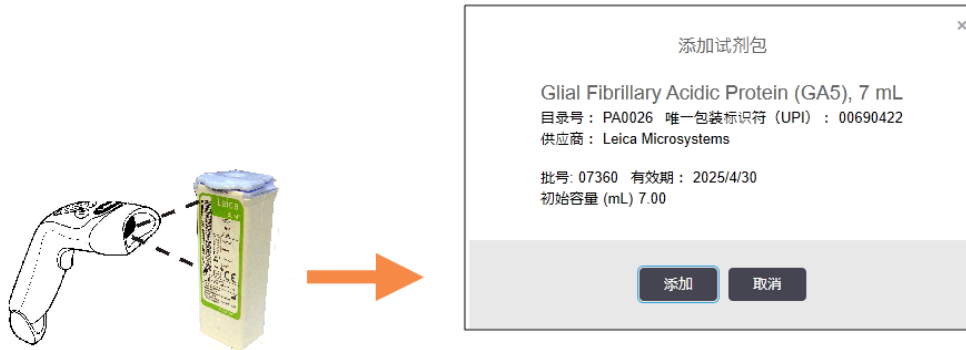 Leica
添加试剂包
×
Glial Fibrillary Acidic Protein (GA5), 7 mL
目录号： PA0026 唯一包装标识符（UPI）： 00690422
供应商： Leica Microsystems
批号: 07360 有效期： 2025/4/30
初始容量 (mL) 7.00
添加
取消